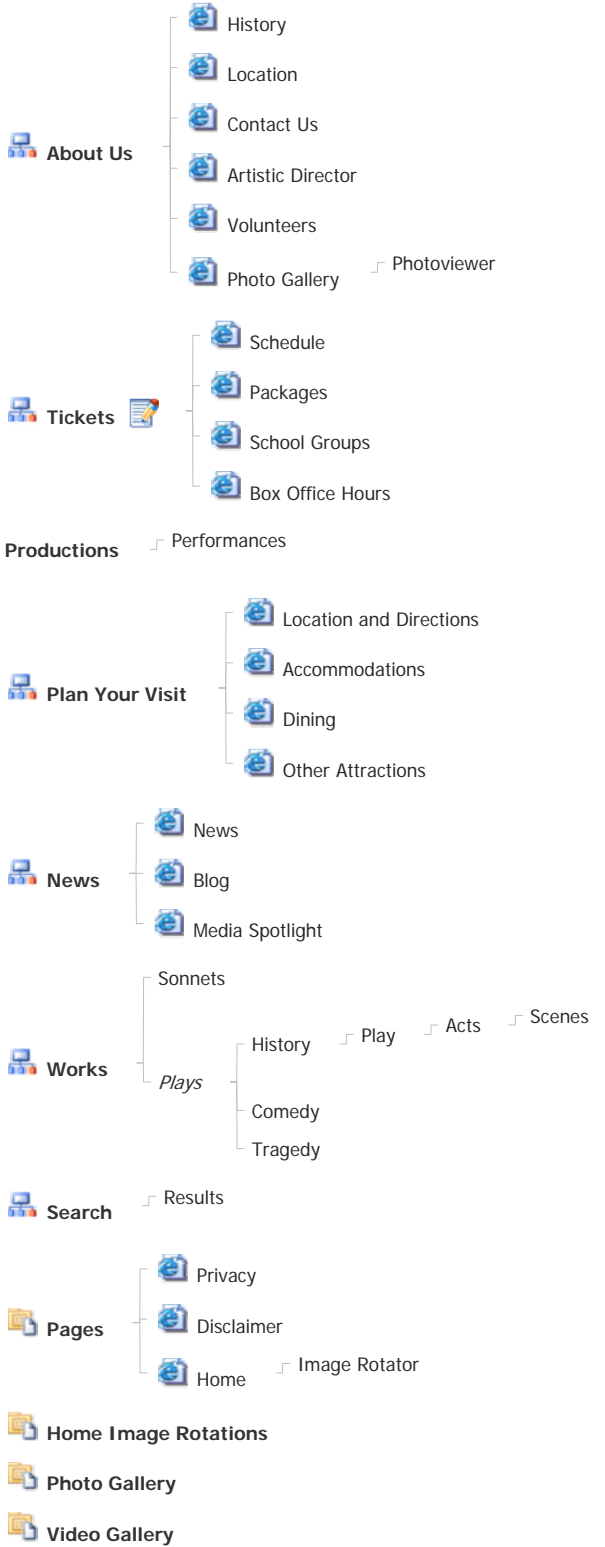 History
Location
Contact Us
About Us
Artistic Director
Volunteers
Photo Gallery
Photoviewer
Schedule
Packages
Tickets
School Groups
Box Office Hours
Productions
Performances
Location and Directions
Accommodations
Plan Your Visit
Dining
Other Attractions
News
News
Blog
Media Spotlight
Sonnets
Works
Plays
History
Play
Acts
Scenes
Comedy
Tragedy
Search
Results
Privacy
Pages
Disclaimer
Home
Image Rotator
Home Image Rotations
Photo Gallery
Video Gallery